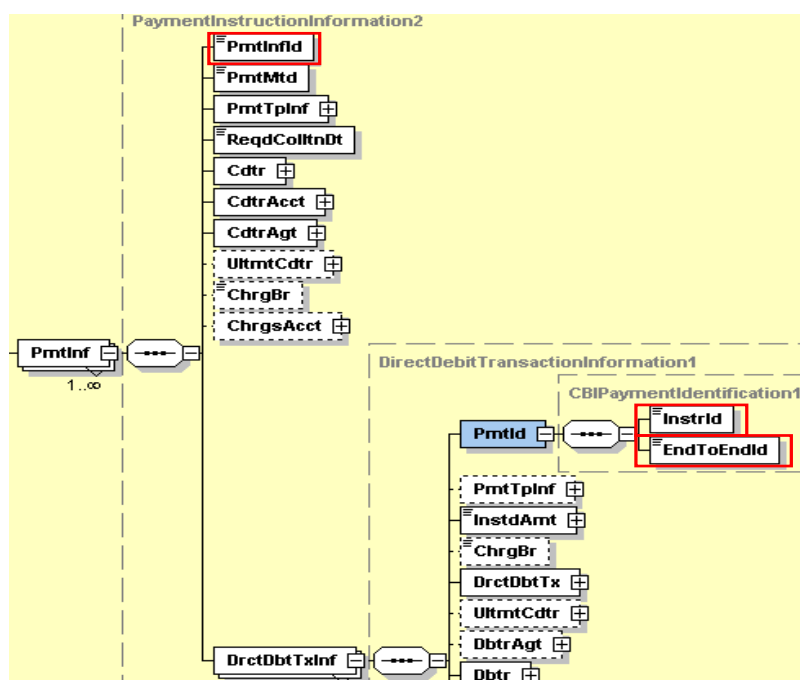 PaymentInstructionInformation2
PmtInfId
PmtMtd
PmtTpInf
ReqdColltnDt
Cdtr
CdtrAcct
CdtrAgt
UltmtCdtr
ChrgBr
ChrgsAcct
PmtInf
1..∞
DirectDebitTransactionInformation1
CBIPaymentIdentification1
InstrId
PmtId
EndToEndId
PmtTpInf
InstdAmt
ChrgBr
DrctDbtTx
UltmtCdtr
DbtrAgt
DrctDbtTxInf
Dbtr